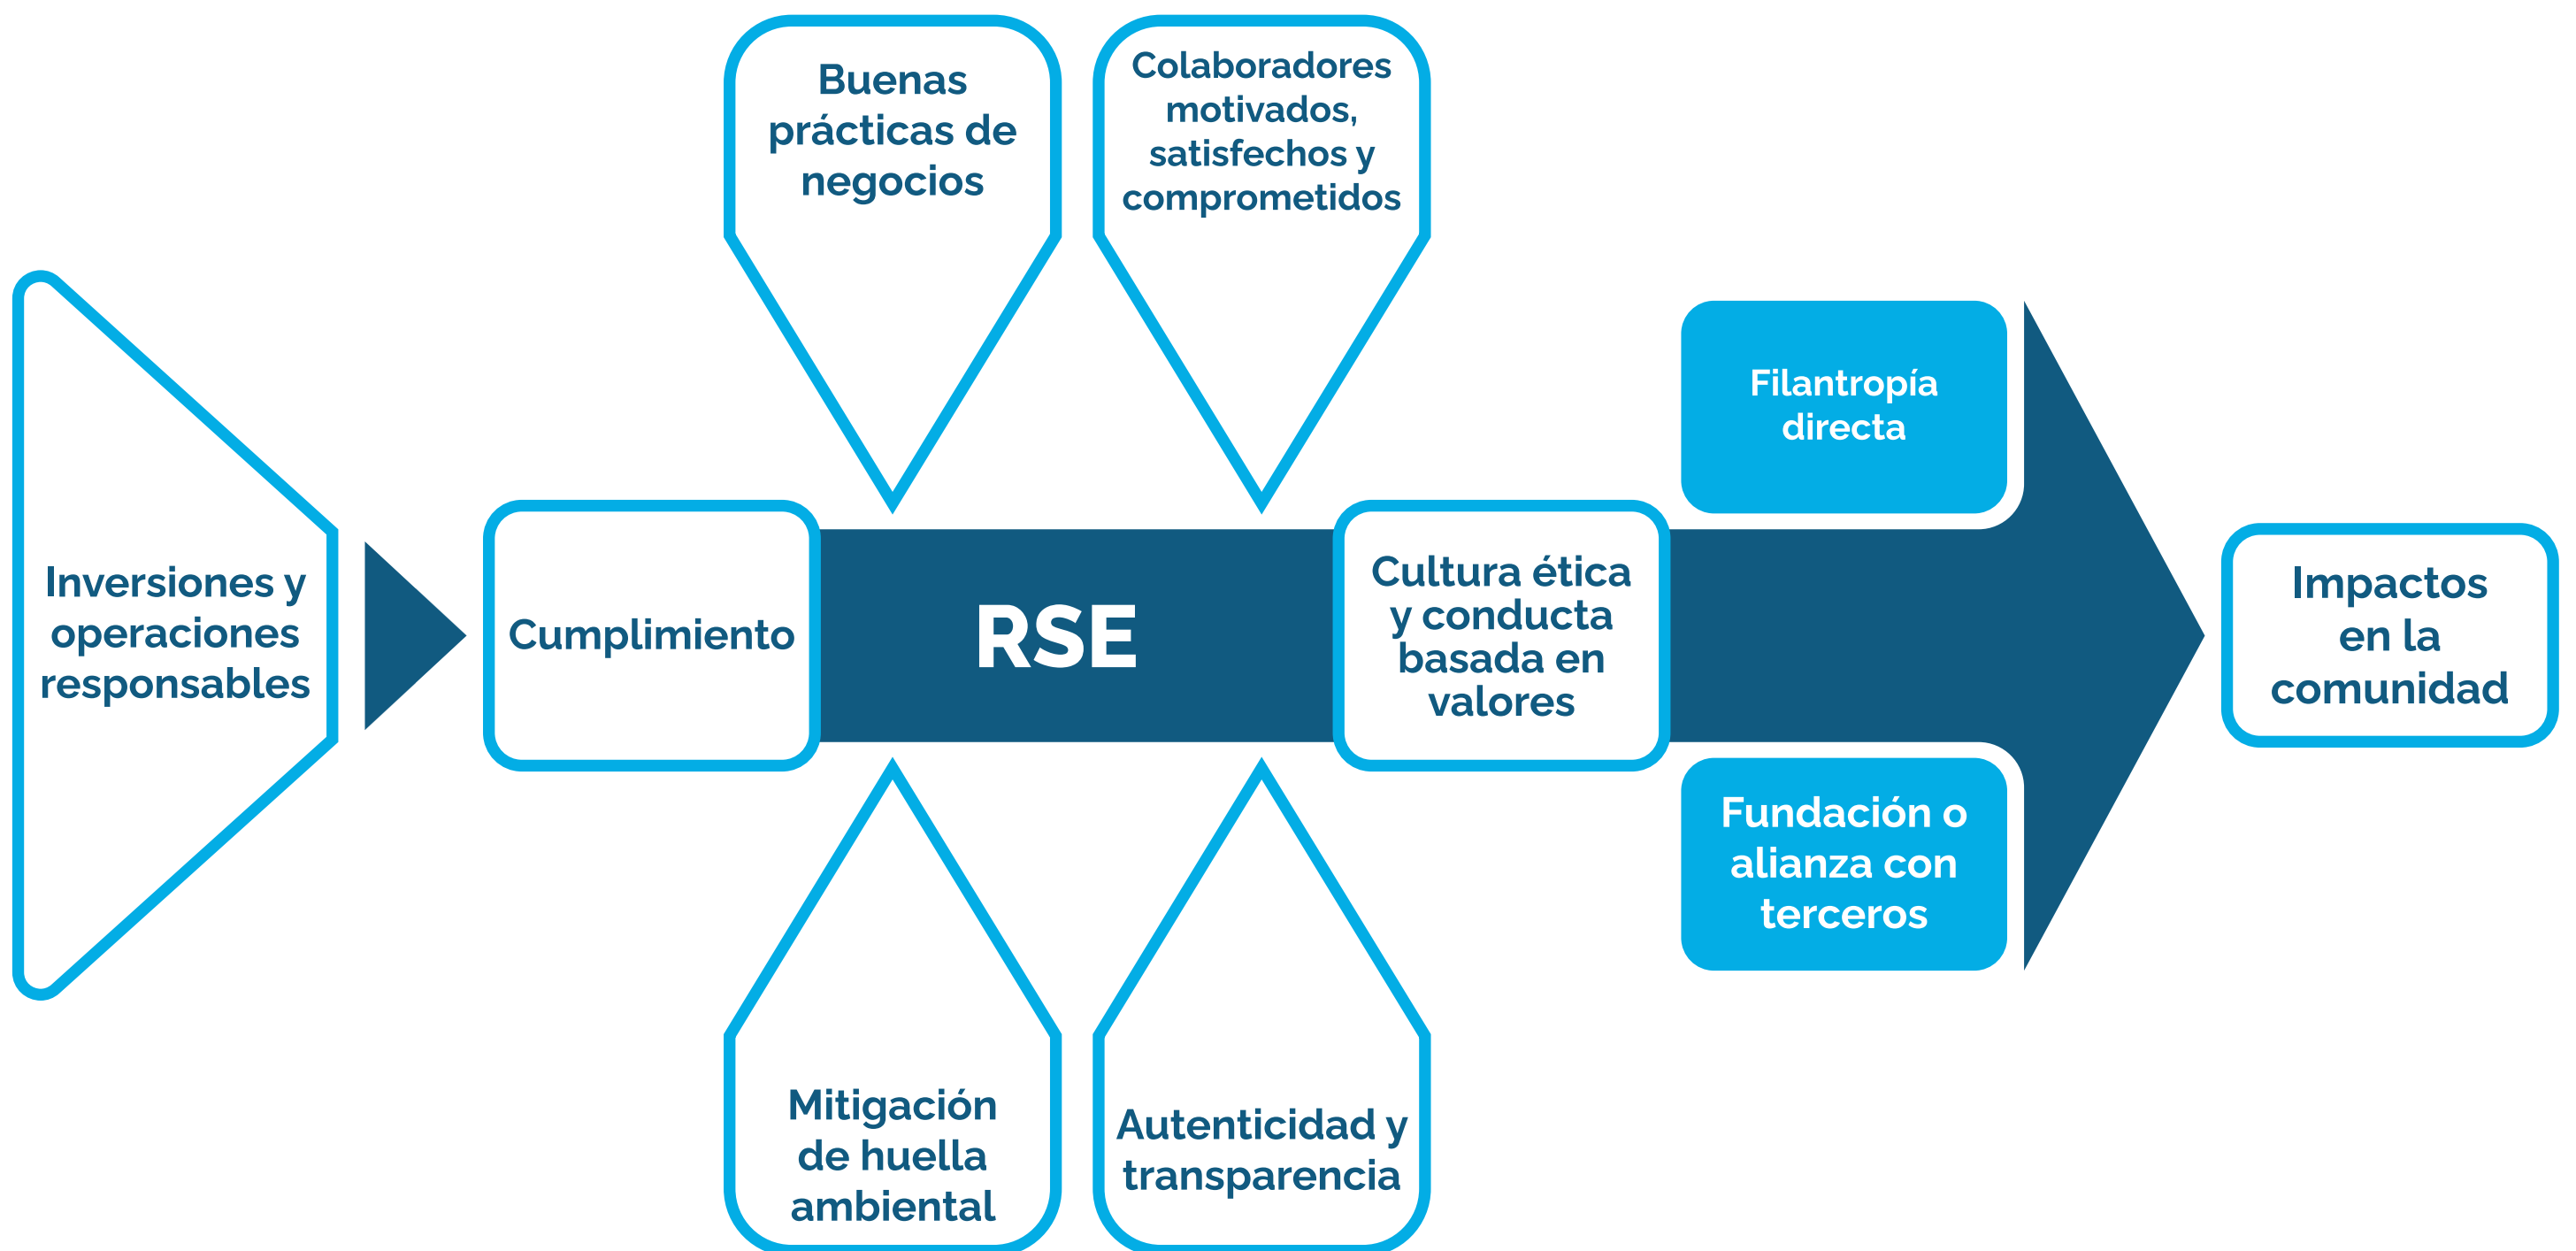 Buenas
prácticas de
negocios
Colaboradores
motivados,
satisfechos y
comprometidos
Inversiones y
operaciones
responsables
Cumplimiento
RSE
Cultura ética
y conducta
basada en
valores
Filantropía
directa
Fundación o
alianza con
terceros
Impactos
en la
comunidad
Mitigación
de huella
ambiental
Autenticidad y
transparencia